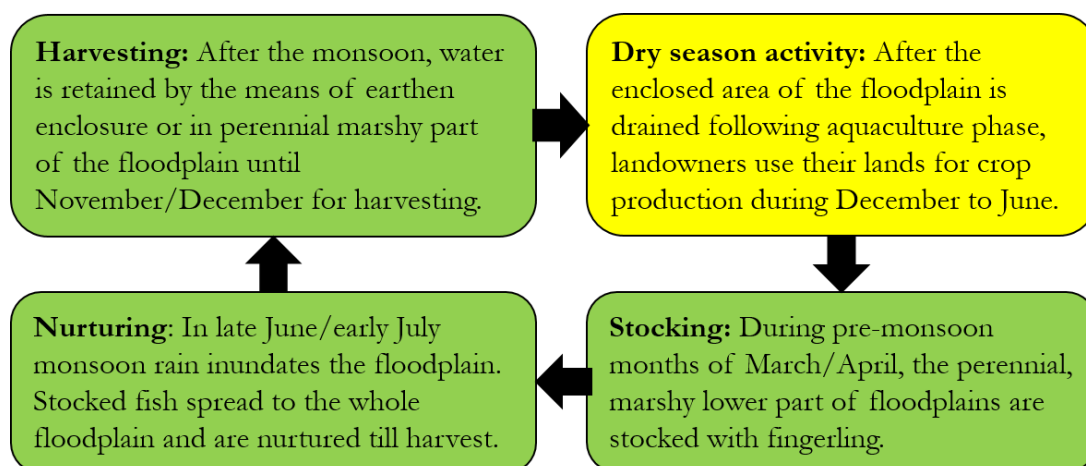 Harvesting: After the monsoon, water
is retained by the means of earthen
enclosure or in perennial marshy part
of the floodplain until
November/December for harvesting.
Dry season activity: After the
enclosed area of the floodplain is
drained following aquaculture phase,
landowners use their lands for crop
production during December to June.
Nurturing: In late June/early July
monsoon rain inundates the floodplain.
Stocked fish spread to the whole
floodplain and are nurtured till harvest.
Stocking: During pre-monsoon
months of March/April, the perennial,
marshy lower part of floodplains are
stocked with fingerling.